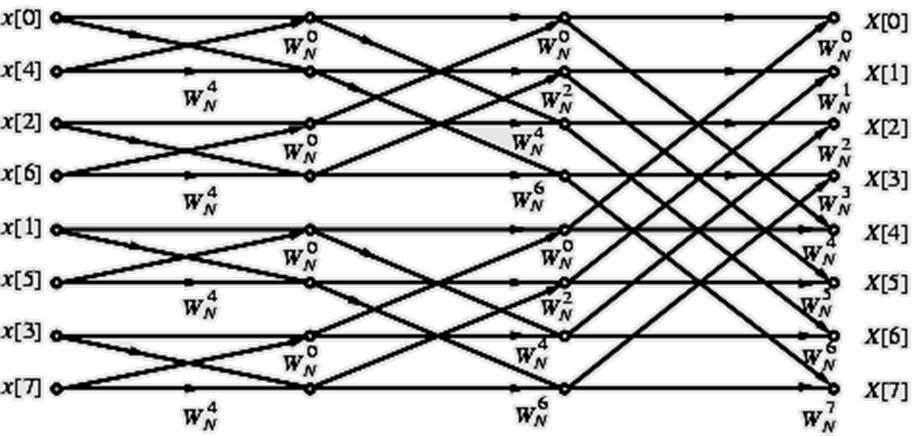 x[0] X[0]
W_N^0 W_N^0 W_N^0
x[4] X[1]
W_N^4 W_N^2 W_N^1
x[2] X[2]
W_N^0 W_N^4 W_N^2
x[6] X[3]
W_N^4 W_N^6 W_N^3
x[1] X[4]
W_N^0 W_N^0 W_N^4
x[5] X[5]
W_N^4 W_N^2 W_N^5
x[3] X[6]
W_N^0 W_N^4 W_N^6
x[7] X[7]
W_N^4 W_N^6 W_N^7